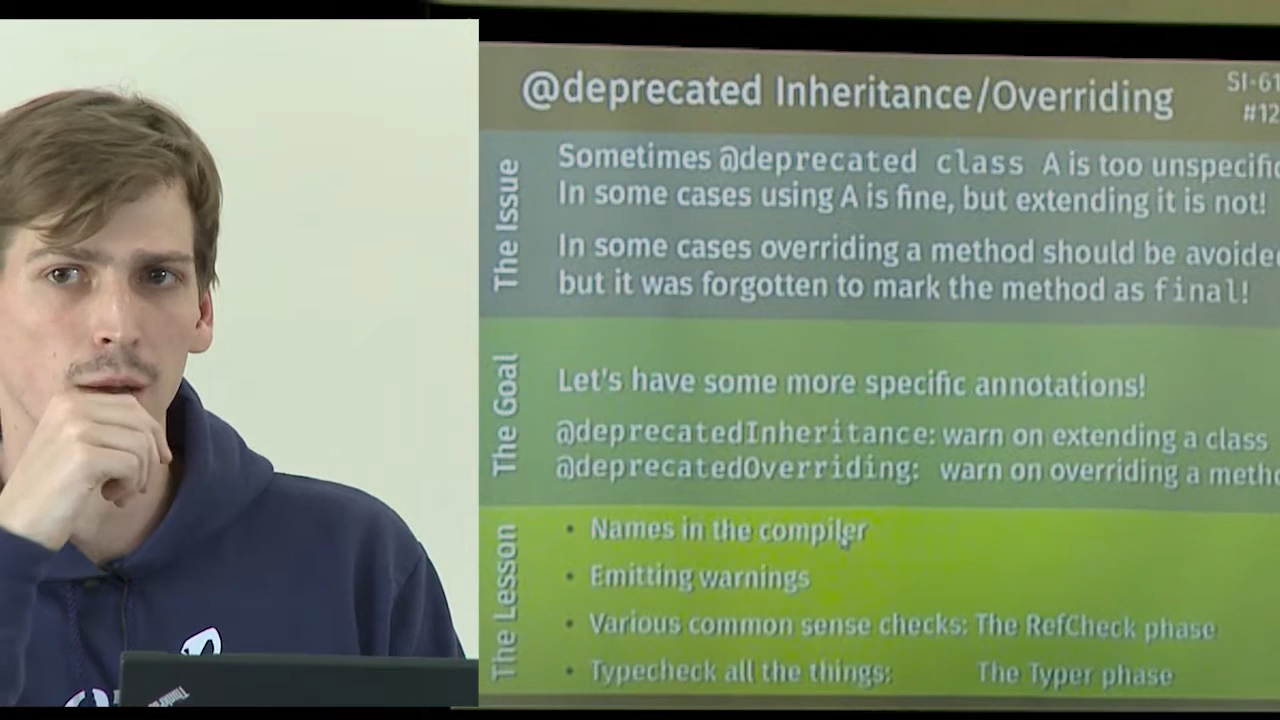 @deprecated Inheritance/Overriding
SI-61
#12
The Issue
Sometimes @deprecated class A is too unspecific
In some cases using A is fine, but extending it is not!
In some cases overriding a method should be avoided
but it was forgotten to mark the method as final!
The Goal
Let's have some more specific annotations!
@deprecatedInheritance: warn on extending a class
@deprecatedOverriding: warn on overriding a metho
The Lesson
• Names in the compiler
• Emitting warnings
• Various common sense checks: The RefCheck phase
• Typecheck all the things: The Typer phase